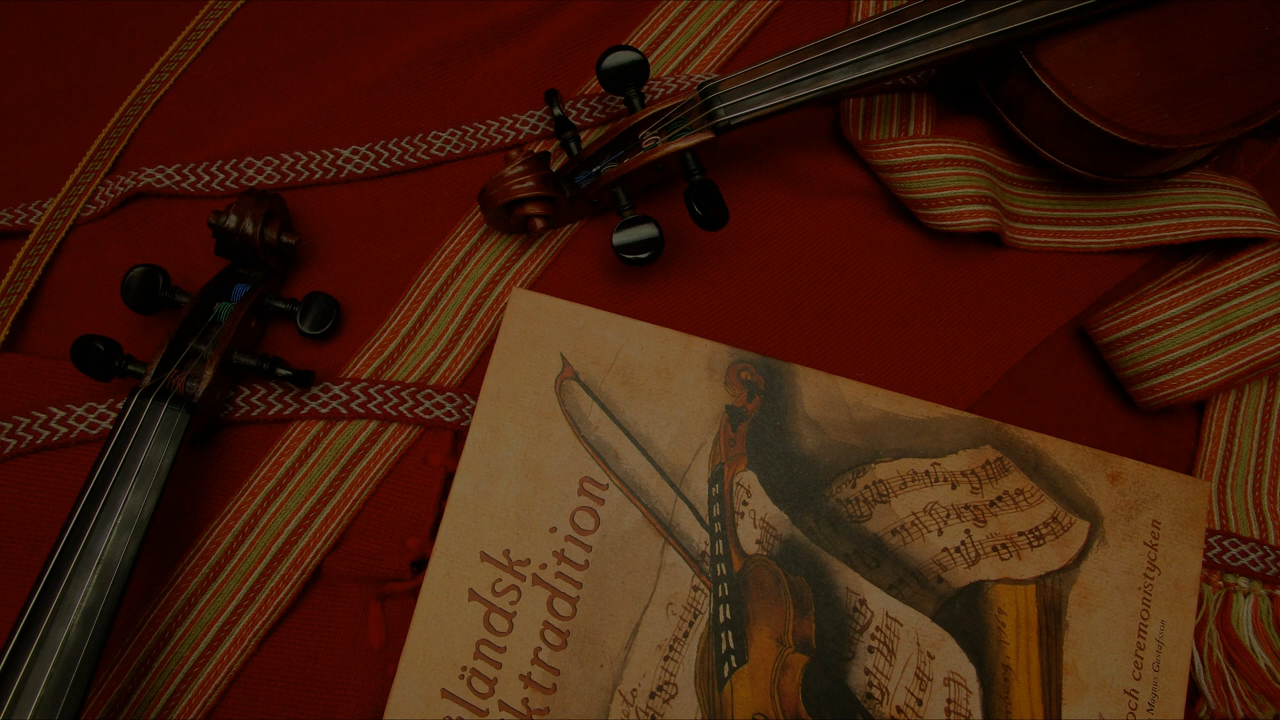 ländsk
ktradition
och ceremonistycken
Magnus Gustafsson